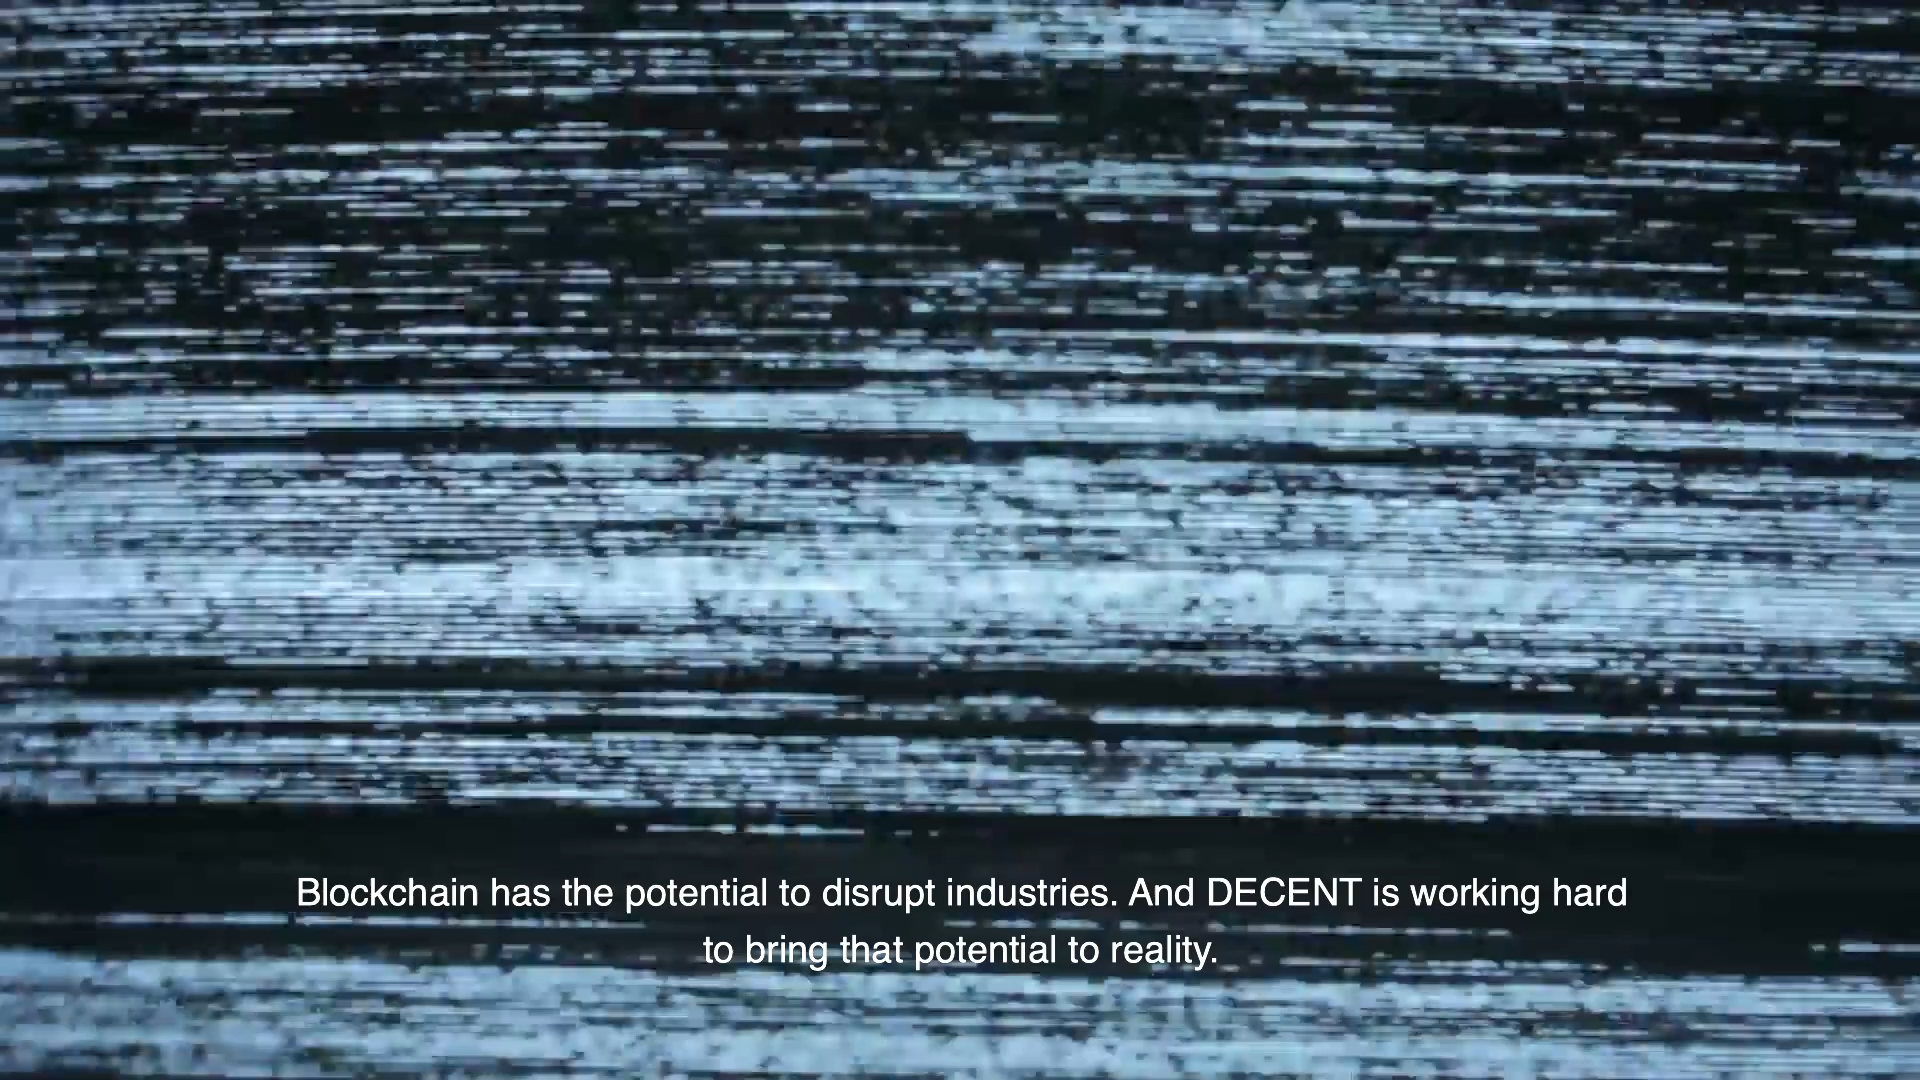 Blockchain has the potential to disrupt industries. And DECENT is working hard
to bring that potential to reality.